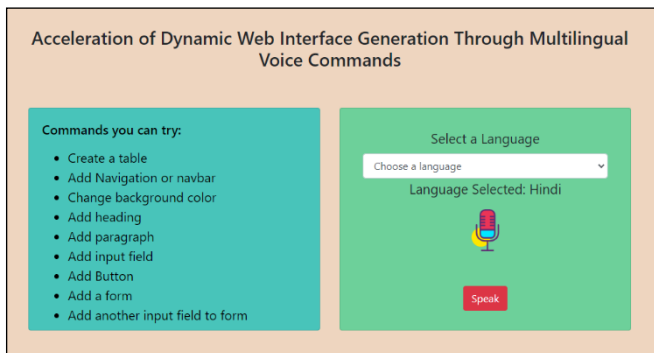 Acceleration of Dynamic Web Interface Generation Through Multilingual
Voice Commands
Commands you can try:
• Create a table
• Add Navigation or navbar
• Change background color
• Add heading
• Add paragraph
• Add input field
• Add Button
• Add a form
• Add another input field to form
Select a Language
Choose a language
Language Selected: Hindi
Speak